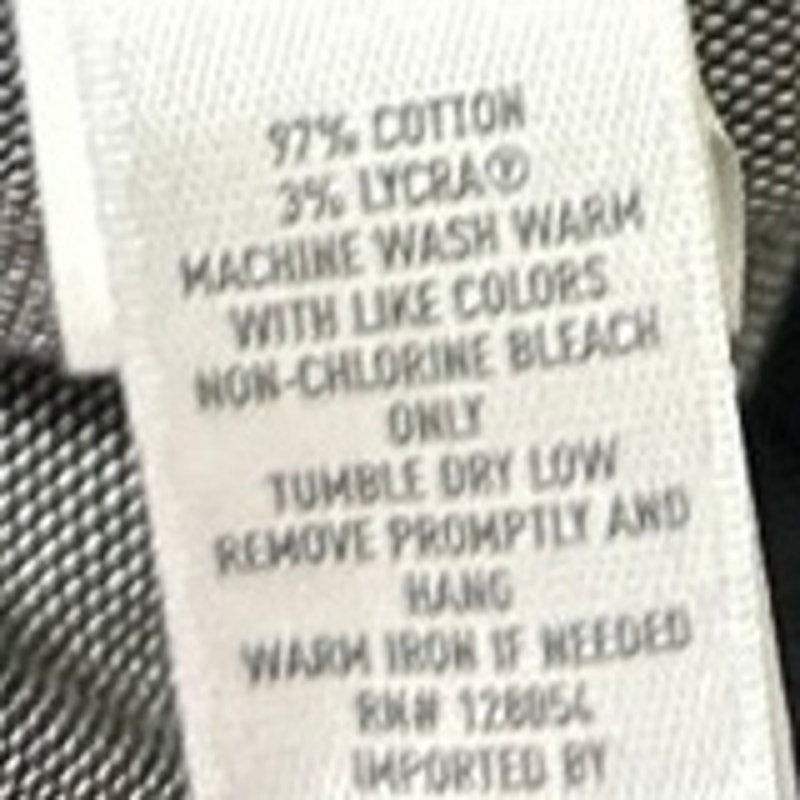 97% COTTON
3% LYCRA®
MACHINE WASH WARM
WITH LIKE COLORS
NON-CHLORINE BLEACH
ONLY
TUMBLE DRY LOW
REMOVE PROMPTLY AND
HANG
WARM IRON IF NEEDED
RN# 128054
IMPORTED BY